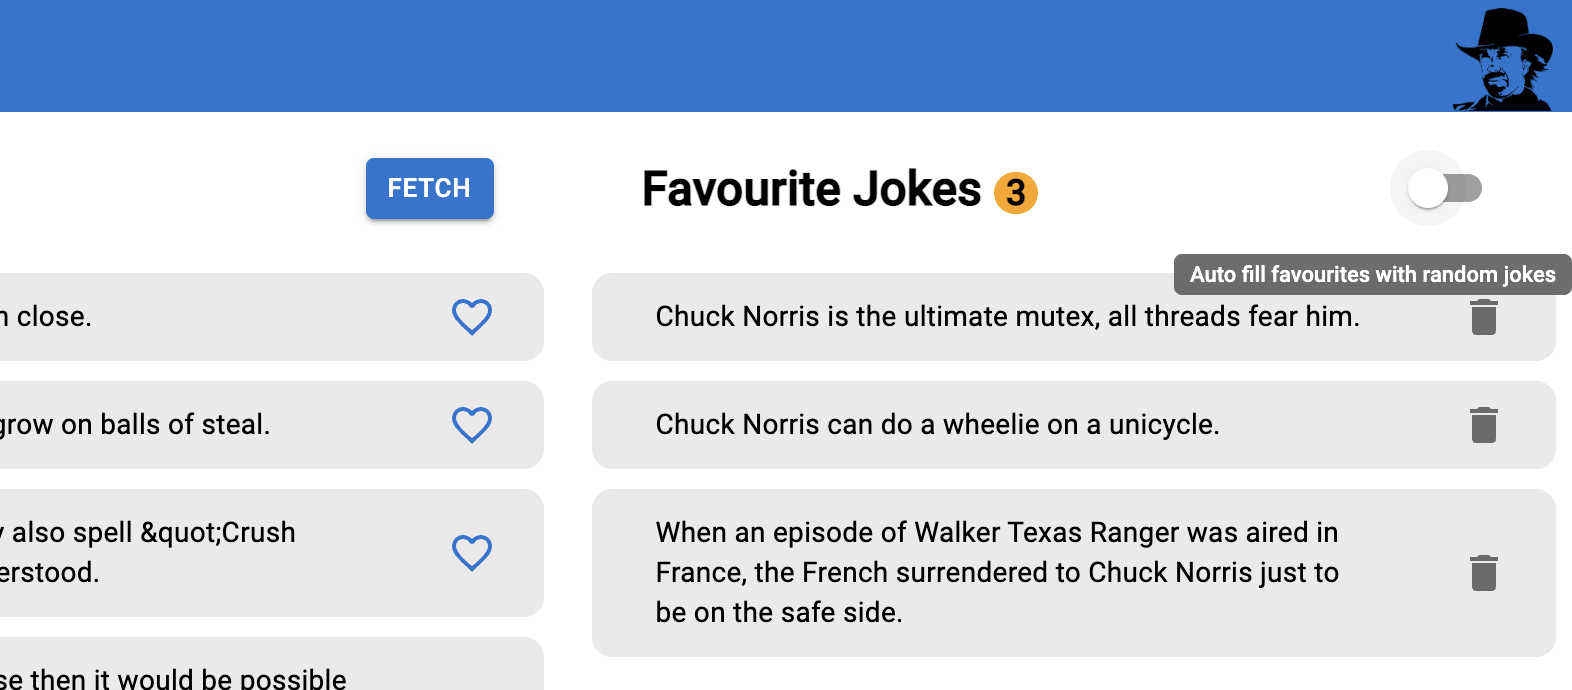 FETCH
Favourite Jokes 3
Auto fill favourites with random jokes
close.
grow on balls of steal.
also spell &quot;Crush
erstood.
se then it would be possible
Chuck Norris is the ultimate mutex, all threads fear him.
Chuck Norris can do a wheelie on a unicycle.
When an episode of Walker Texas Ranger was aired in
France, the French surrendered to Chuck Norris just to
be on the safe side.